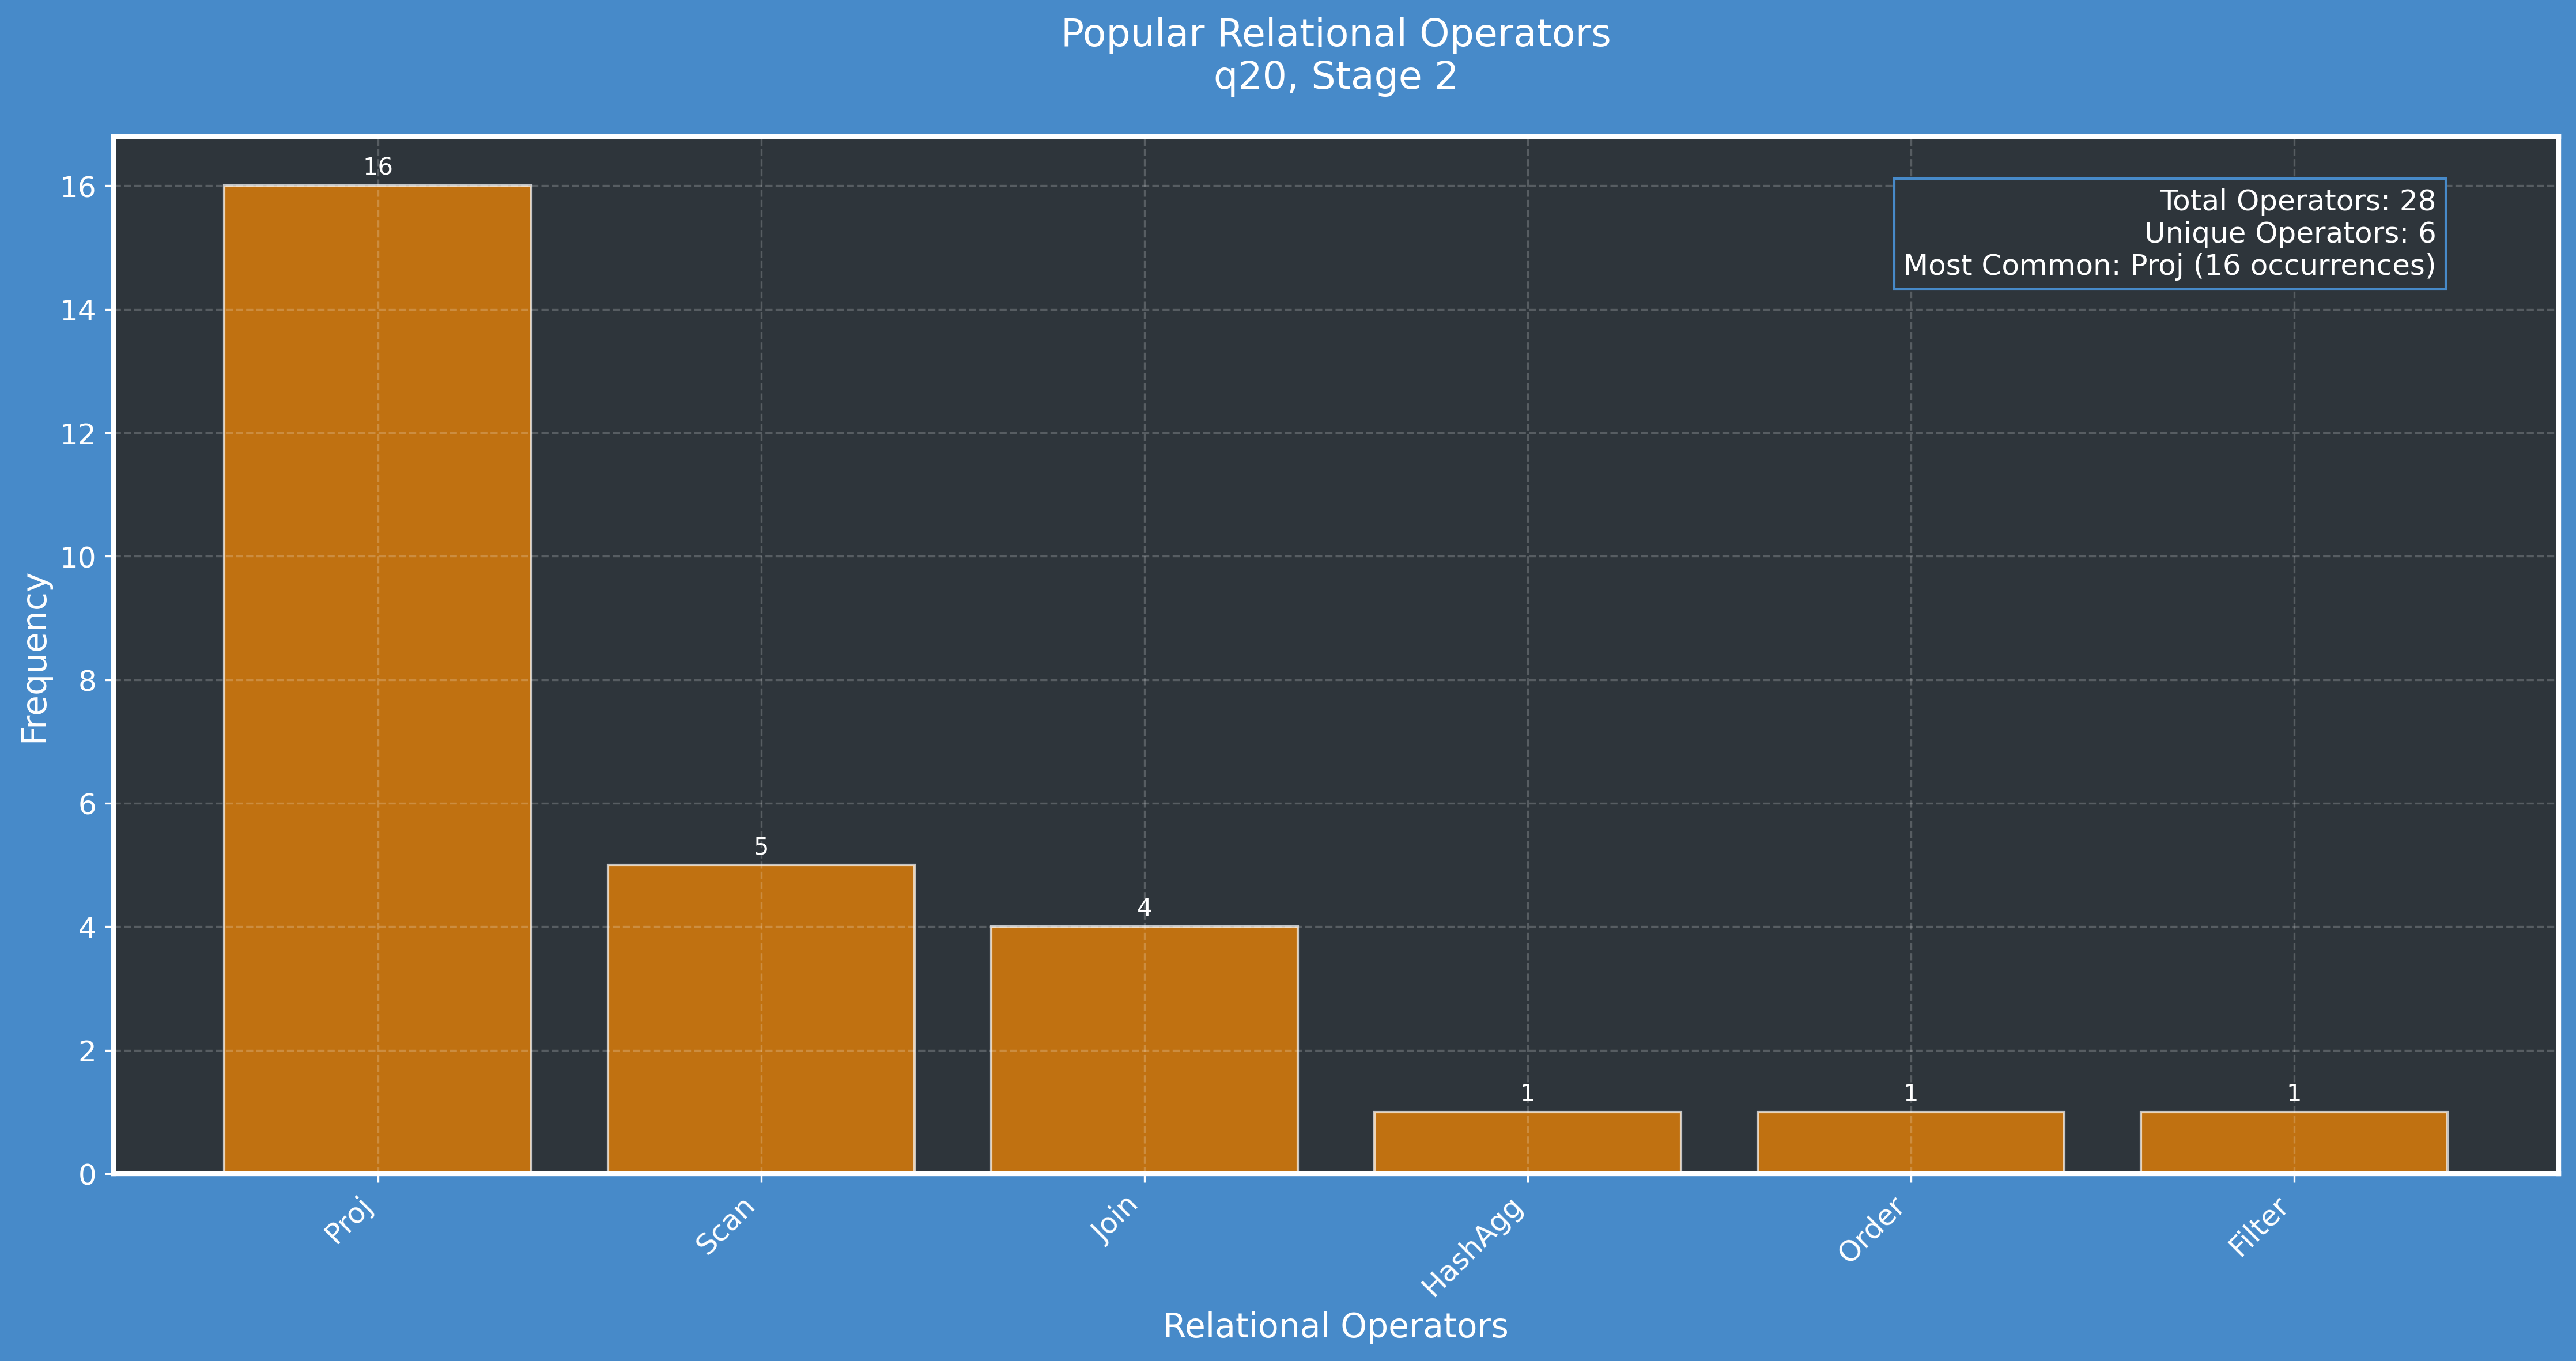 Popular Relational Operators
q20, Stage 2
16
Total Operators: 28
Unique Operators: 6
Most Common: Proj (16 occurrences)
5
4
1
1
1
16
14
12
10
8
6
4
2
0
Frequency
Proj
Scan
Join
HashAgg
Order
Filter
Relational Operators